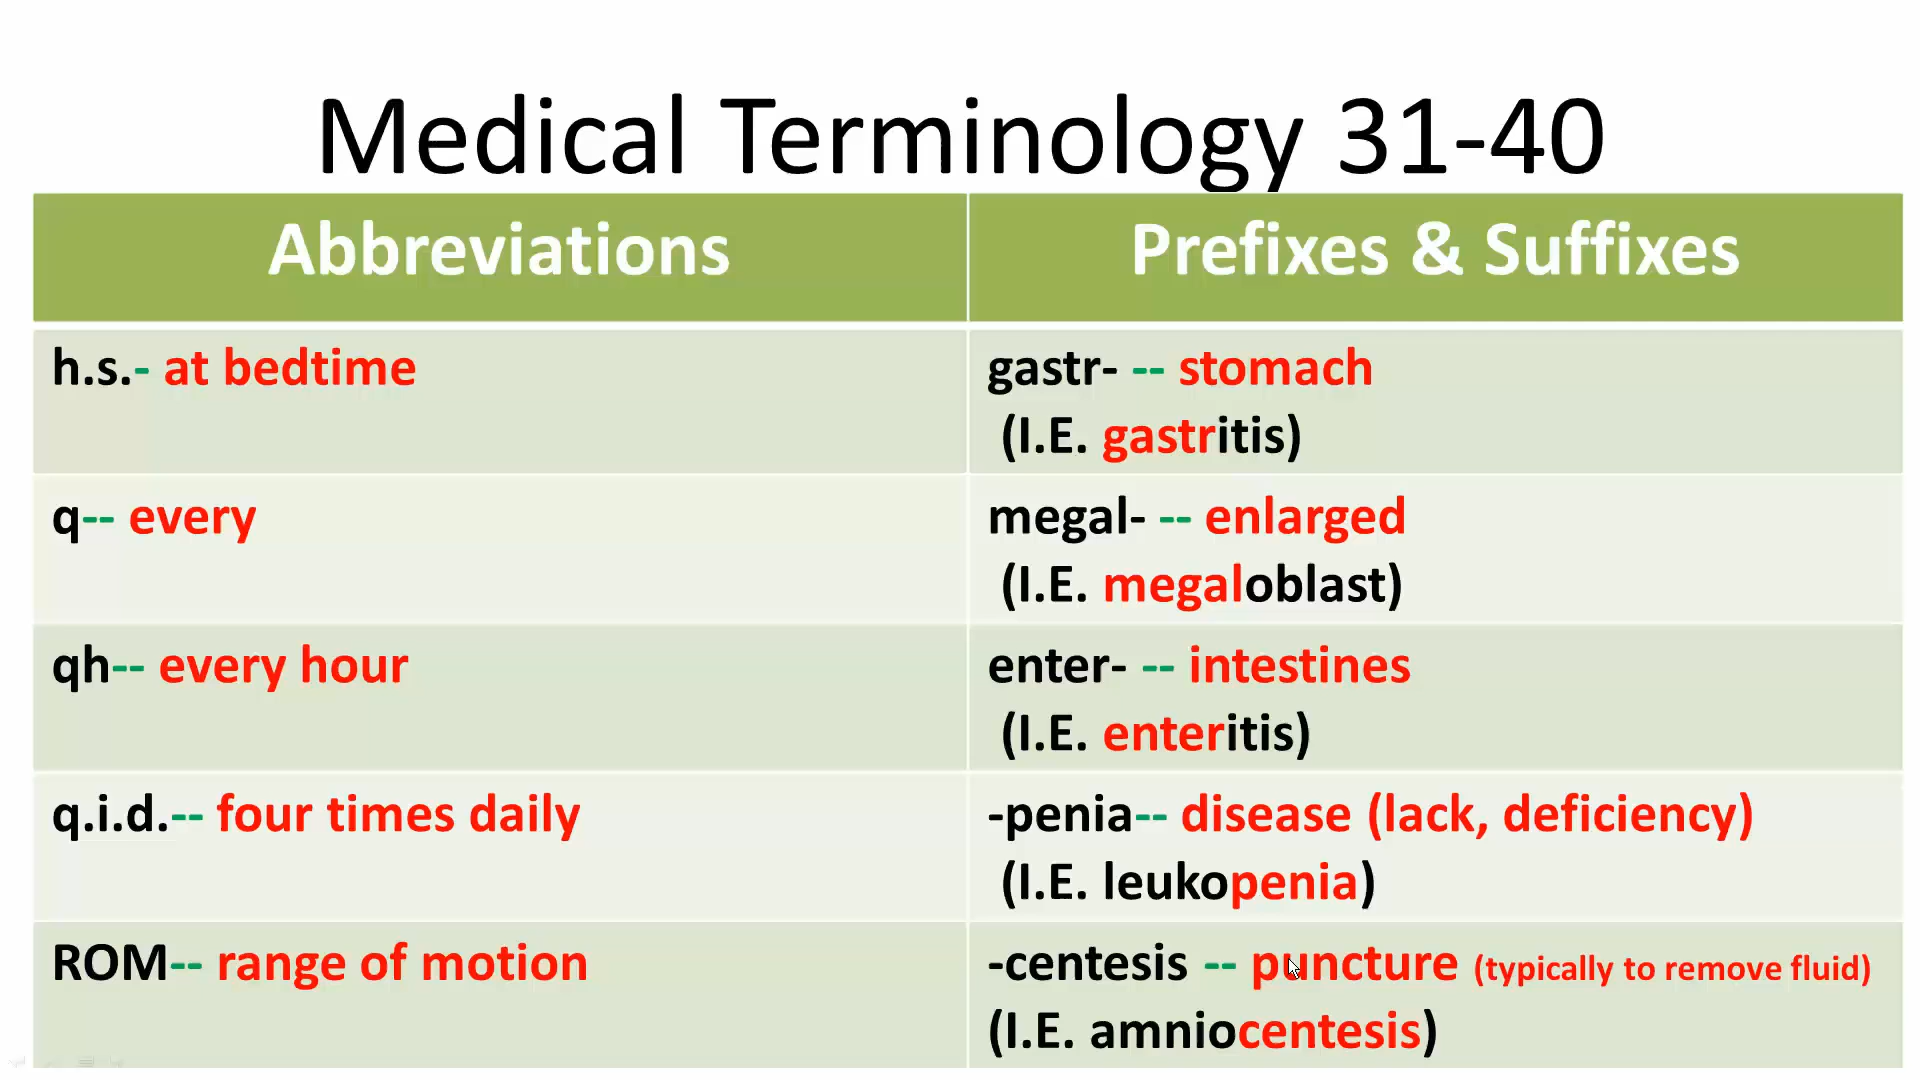 Medical Terminology 31-40
Abbreviations
Prefixes & Suffixes
h.s.- at bedtime
gastr- -- stomach
(I.E. gastritis)
q-- every
megal- -- enlarged
(I.E. megaloblast)
qh-- every hour
enter- -- intestines
(I.E. enteritis)
q.i.d.-- four times daily
-penia-- disease (lack, deficiency)
(I.E. leukopenia)
ROM-- range of motion
-centesis -- puncture (typically to remove fluid)
(I.E. amniocentesis)